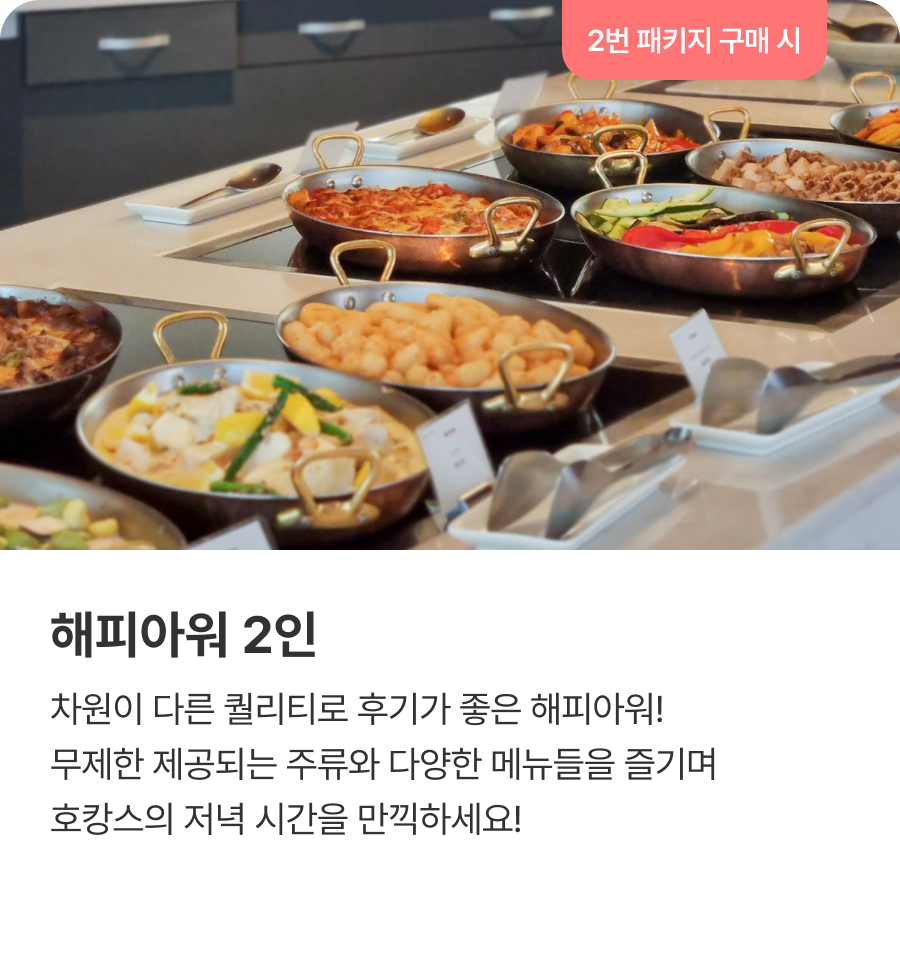 2번 패키지 구매 시
해피아워 2인
차원이 다른 퀄리티로 후기가 좋은 해피아워!
무제한 제공되는 주류와 다양한 메뉴들을 즐기며
호캉스의 저녁 시간을 만끽하세요!